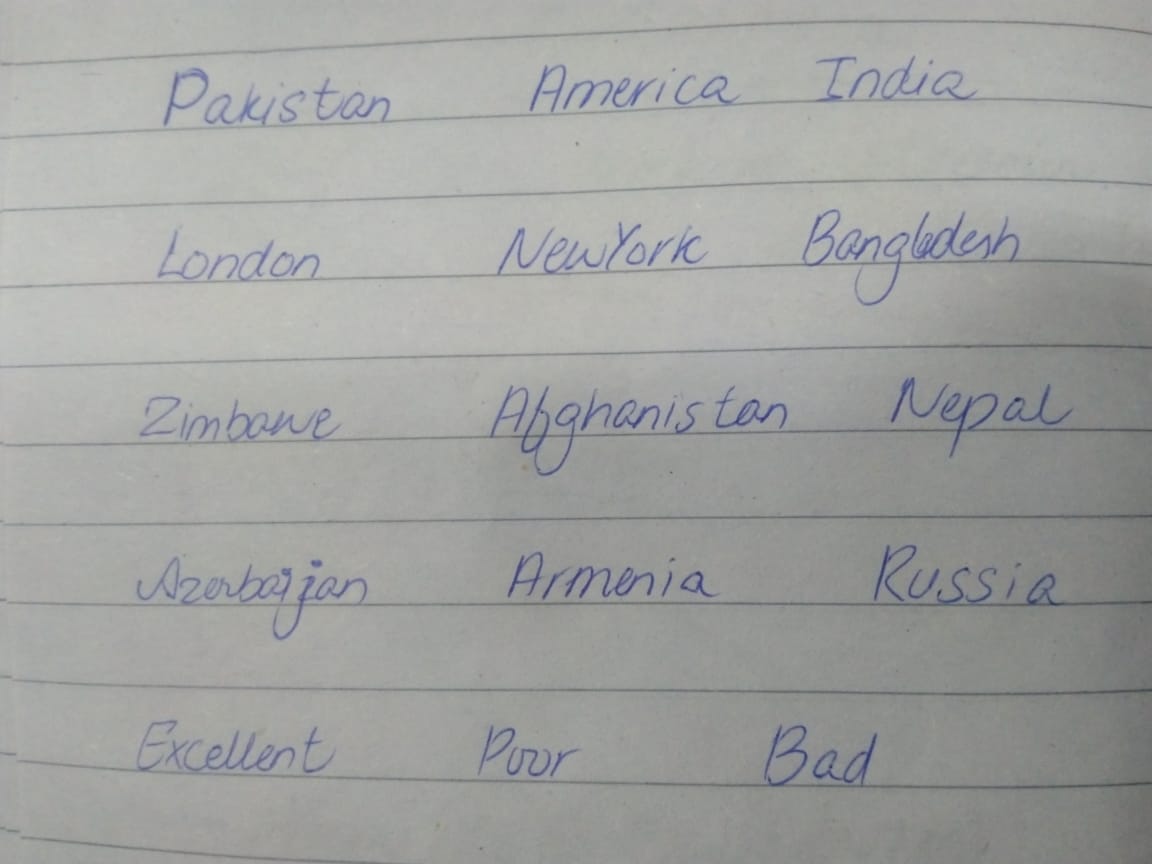 Pakistan America India
London NewYork Bangladesh
Zimbawe Afghanistan Nepal
Azerbaijan Armenia Russia
Excellent Poor Bad